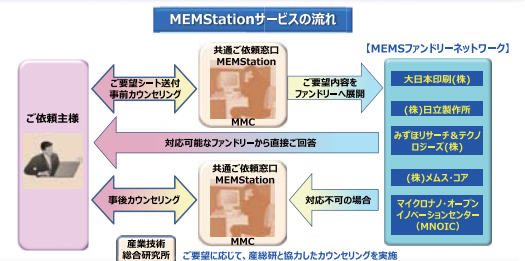 MEMStationサービスの流れ
【MEMSファンドリーネットワーク】
ご依頼主様
ご要望シート送付
事前カウンセリング
共通ご依頼窓口
MEMStation
MMC
ご要望内容を
ファンドリーへ展開
大日本印刷(株)
(株)日立製作所
みずほリサーチ&テクノ
ロジーズ(株)
(株)メムス・コア
マイクロナノ・オープン
イノベーションセンター
(MNOIC)
対応可能なファンドリーから直接ご回答
事後カウンセリング
共通ご依頼窓口
MEMStation
MMC
対応不可の場合
産業技術
総合研究所
ご要望に応じて、産総研と協力したカウンセリングを実施